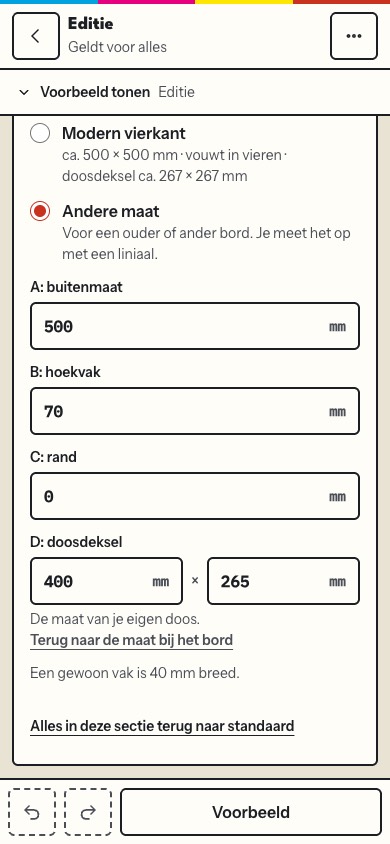 Editie
Geldt voor alles
•••
Voorbeeld tonen Editie
Modern vierkant
ca. 500 × 500 mm · vouwt in vieren ·
doosdeksel ca. 267 × 267 mm
Andere maat
Voor een ouder of ander bord. Je meet het op
met een liniaal.
A: buitenmaat
500 mm
B: hoekvak
70 mm
C: rand
0 mm
D: doosdeksel
400 mm × 265 mm
De maat van je eigen doos.
Terug naar de maat bij het bord
Een gewoon vak is 40 mm breed.
Alles in deze sectie terug naar standaard
Voorbeeld